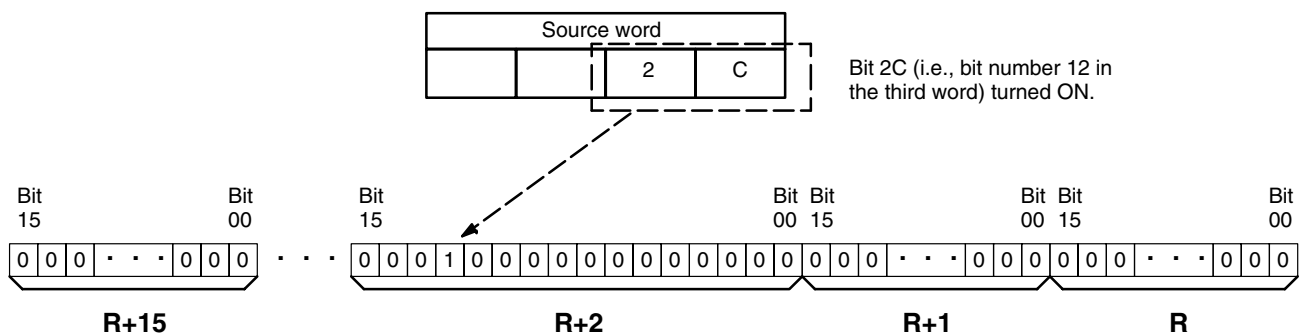 Source word
2 C
Bit 2C (i.e., bit number 12 in
the third word) turned ON.
Bit Bit Bit Bit Bit Bit Bit Bit
15 00 15 00 15 00 15 00
0 0 0 · · · 0 0 0 · · · 0 0 0 1 0 0 0 0 0 0 0 0 0 0 0 0 0 0 0 · · · 0 0 0 0 0 0 · · · 0 0 0
R+15 R+2 R+1 R